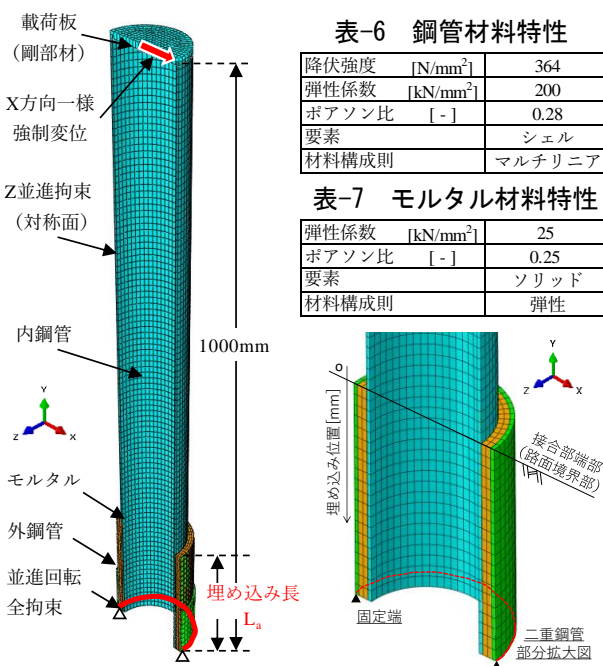 載荷板
(剛部材)
X方向一様
強制変位
Z並進拘束
(対称面)
内鋼管
1000mm
Y
Z
X
モルタル
外鋼管
並進回転
全拘束
埋め込み長
La
表-6 鋼管材料特性
降伏強度 [N/mm²] 364
弾性係数 [kN/mm²] 200
ポアソン比 [ - ] 0.28
要素 シェル
材料構成則 マルチリニア
表-7 モルタル材料特性
弾性係数 [kN/mm²] 25
ポアソン比 [ - ] 0.25
要素 ソリッド
材料構成則 弾性
0
Y
Z
X
埋め込み位置[mm]
接合部端部
(路面境界部)
固定端
二重鋼管
部分拡大図